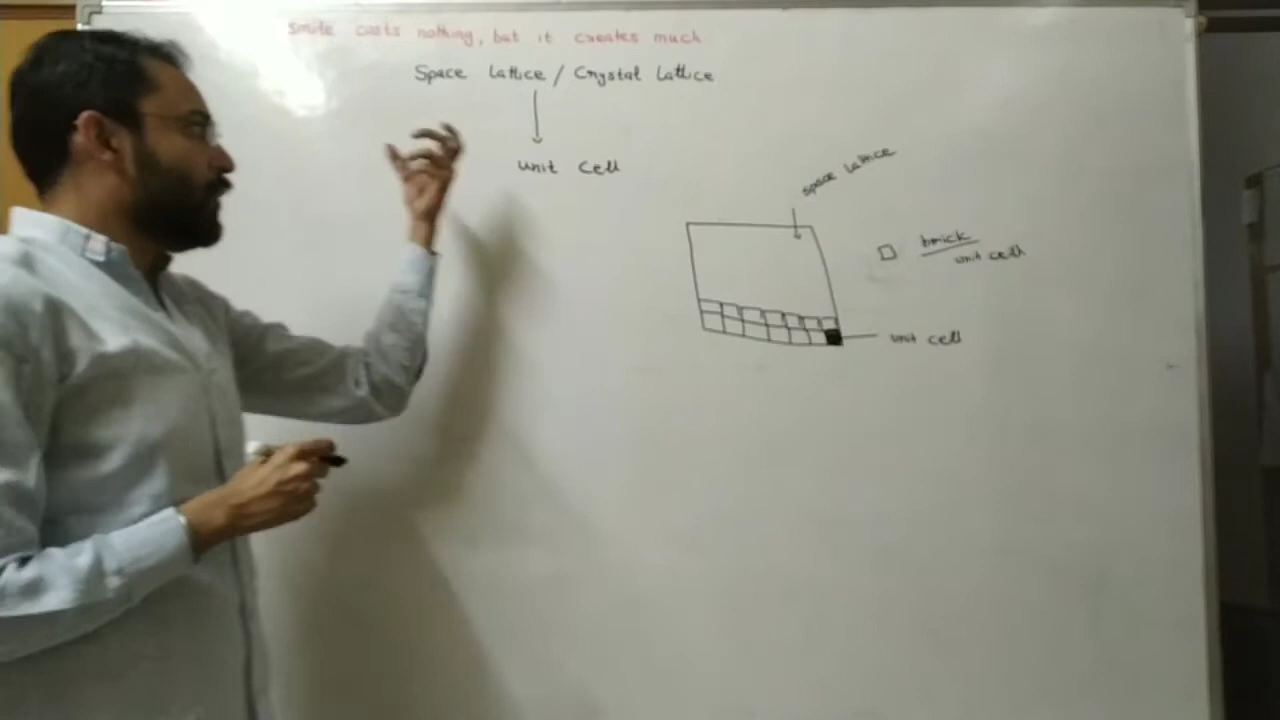 smile costs nothing, but it creates much
Space Lattice / Crystal Lattice
unit cell
space lattice
brick
unit cell
unit cell